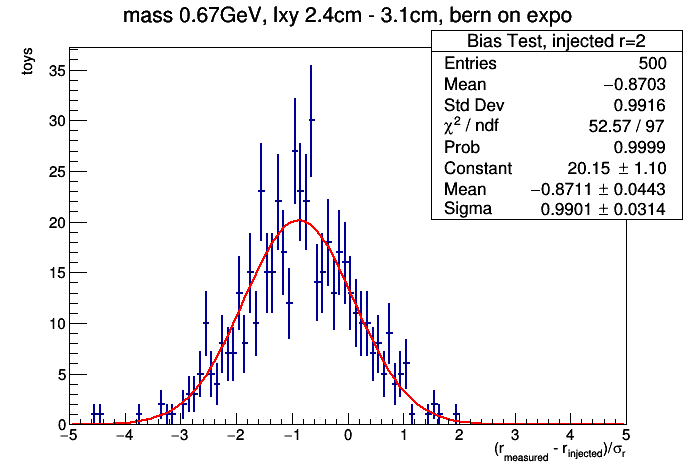 mass 0.67GeV, lxy 2.4cm - 3.1cm, bern on expo
toys
Bias Test, injected r=2
Entries 500
Mean −0.8703
Std Dev 0.9916
χ² / ndf 52.57 / 97
Prob 0.9999
Constant 20.15 ± 1.10
Mean −0.8711 ± 0.0443
Sigma 0.9901 ± 0.0314
35
30
25
20
15
10
5
0
−5 −4 −3 −2 −1 0 1 2 3 4 5
(r_measured - r_injected)/σ_r